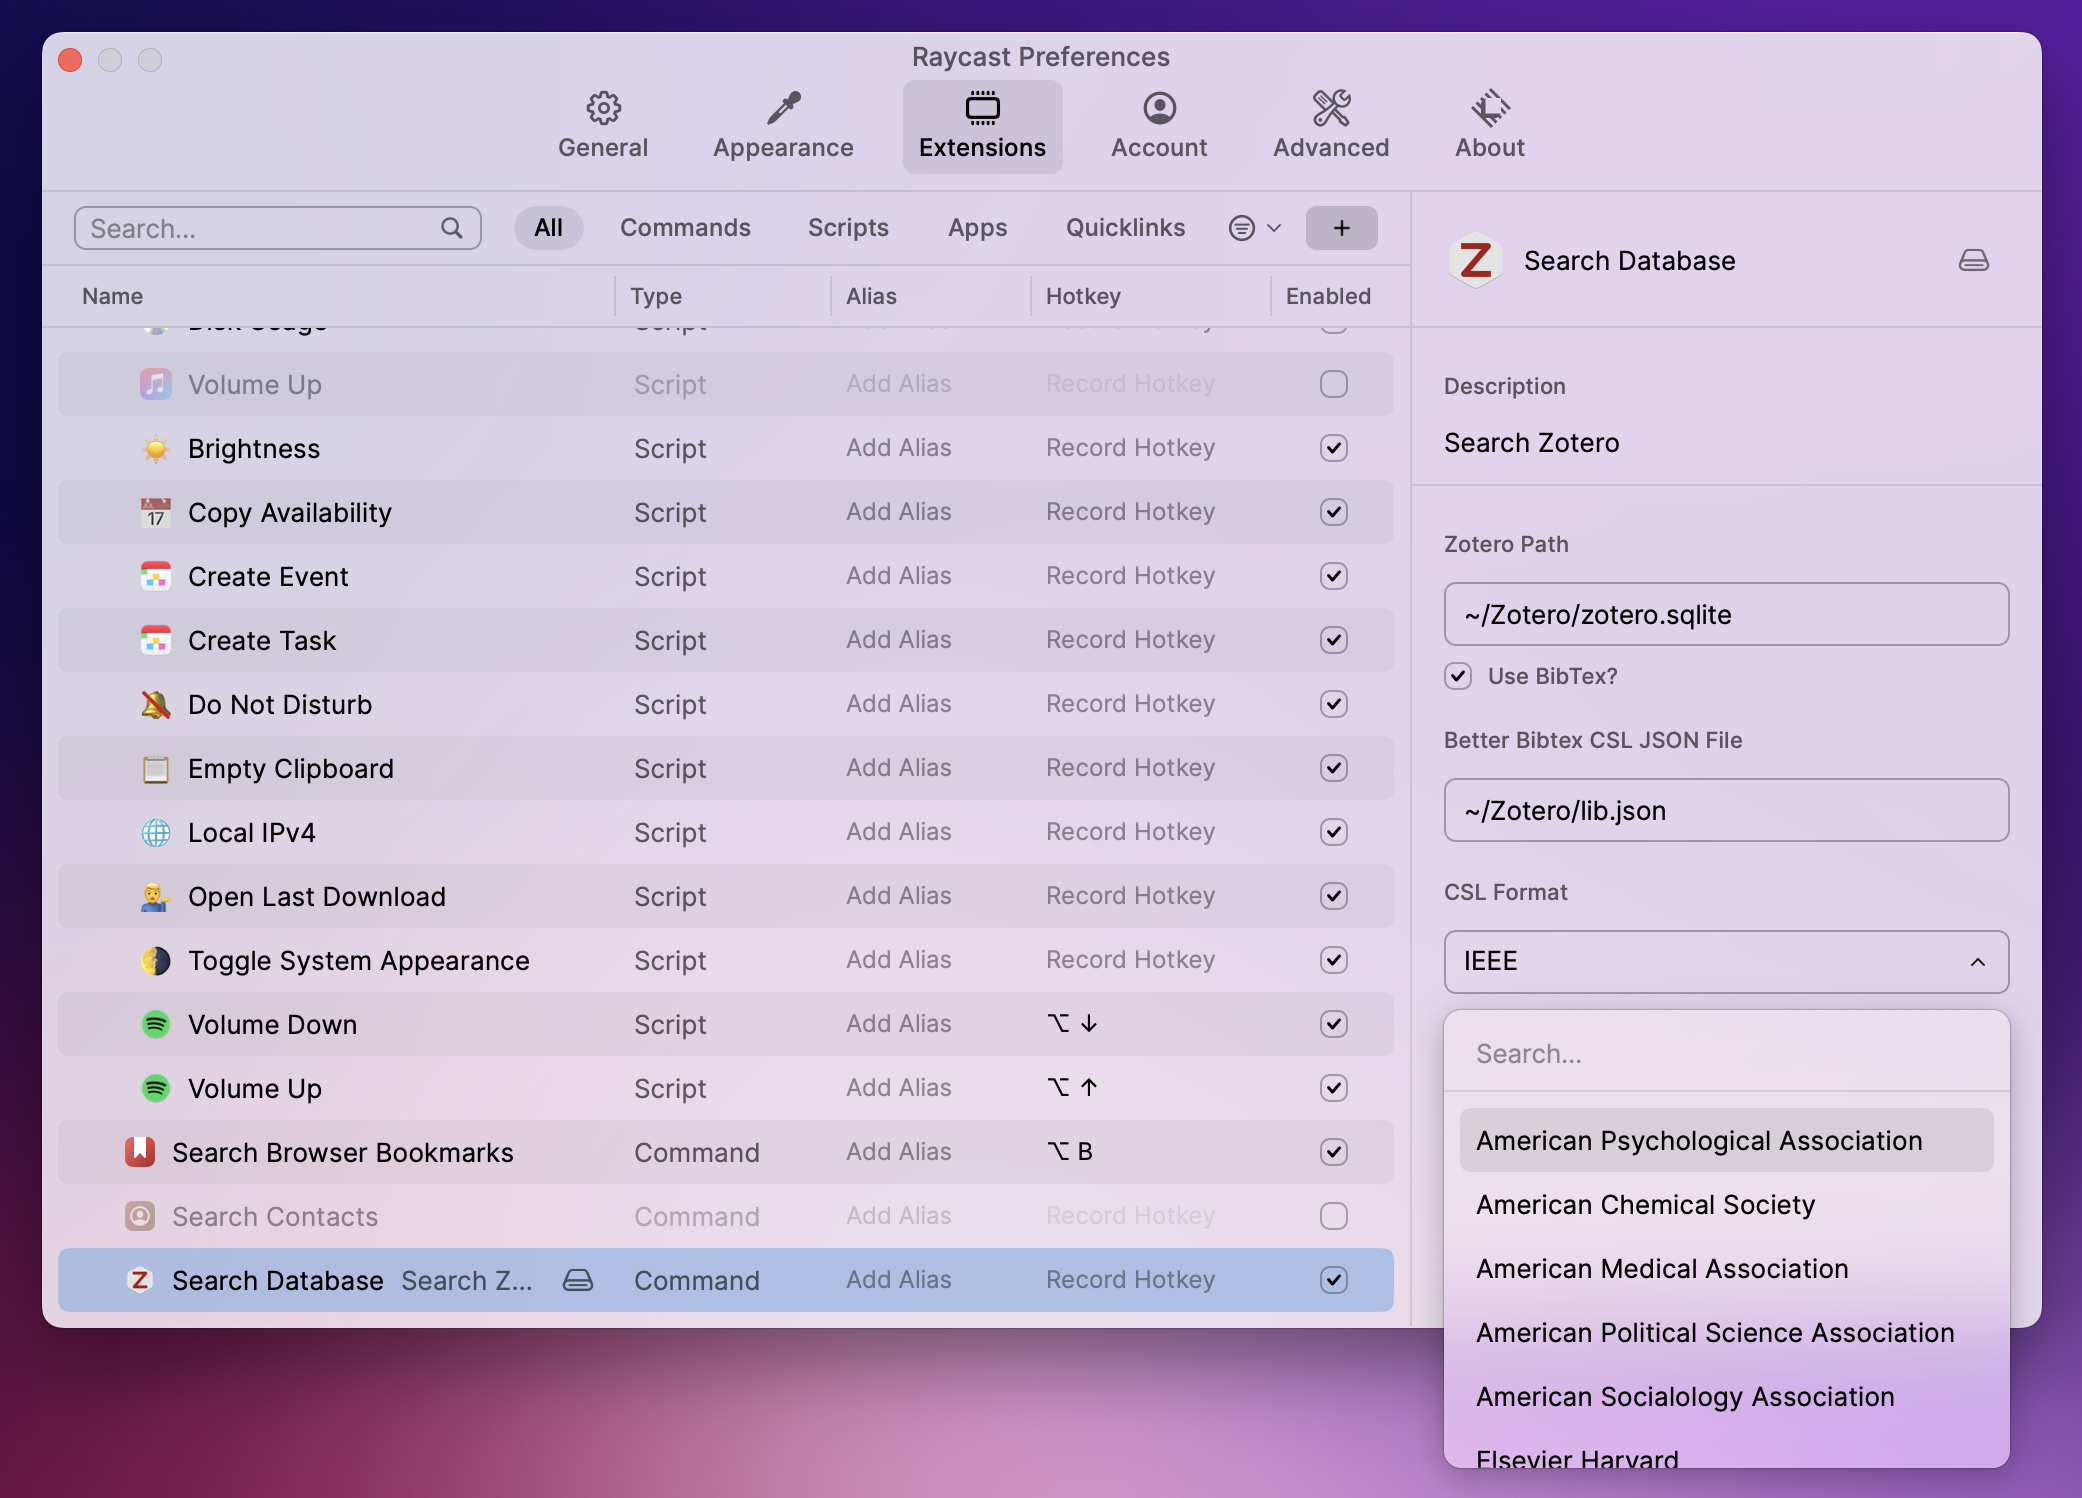 Raycast Preferences
General Appearance Extensions Account Advanced About
Search... All Commands Scripts Apps Quicklinks +
Name Type Alias Hotkey Enabled
Disk Usage Script
Volume Up Script Add Alias Record Hotkey
Brightness Script Add Alias Record Hotkey
17 Copy Availability Script Add Alias Record Hotkey
Create Event Script Add Alias Record Hotkey
Create Task Script Add Alias Record Hotkey
Do Not Disturb Script Add Alias Record Hotkey
Empty Clipboard Script Add Alias Record Hotkey
Local IPv4 Script Add Alias Record Hotkey
Open Last Download Script Add Alias Record Hotkey
Toggle System Appearance Script Add Alias Record Hotkey
Volume Down Script Add Alias ⌥ ↓
Volume Up Script Add Alias ⌥ ↑
Search Browser Bookmarks Command Add Alias ⌥ B
Search Contacts Command Add Alias Record Hotkey
Z Search Database Search Z... Command Add Alias Record Hotkey
Z Search Database
Description
Search Zotero
Zotero Path
~/Zotero/zotero.sqlite
Use BibTex?
Better Bibtex CSL JSON File
~/Zotero/lib.json
CSL Format
IEEE
Search...
American Psychological Association
American Chemical Society
American Medical Association
American Political Science Association
American Socialology Association
Elsevier Harvard